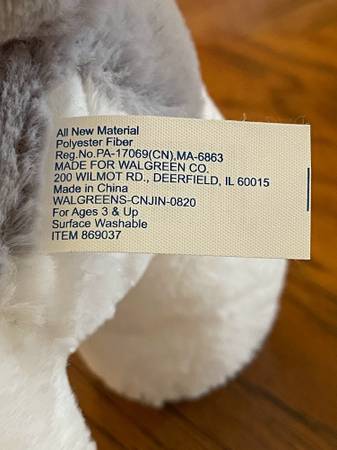 All New Material
Polyester Fiber
Reg.No.PA-17069(CN),MA-6863
MADE FOR WALGREEN CO.
200 WILMOT RD., DEERFIELD, IL 60015
Made in China
WALGREENS-CNJIN-0820
For Ages 3 & Up
Surface Washable
ITEM 869037